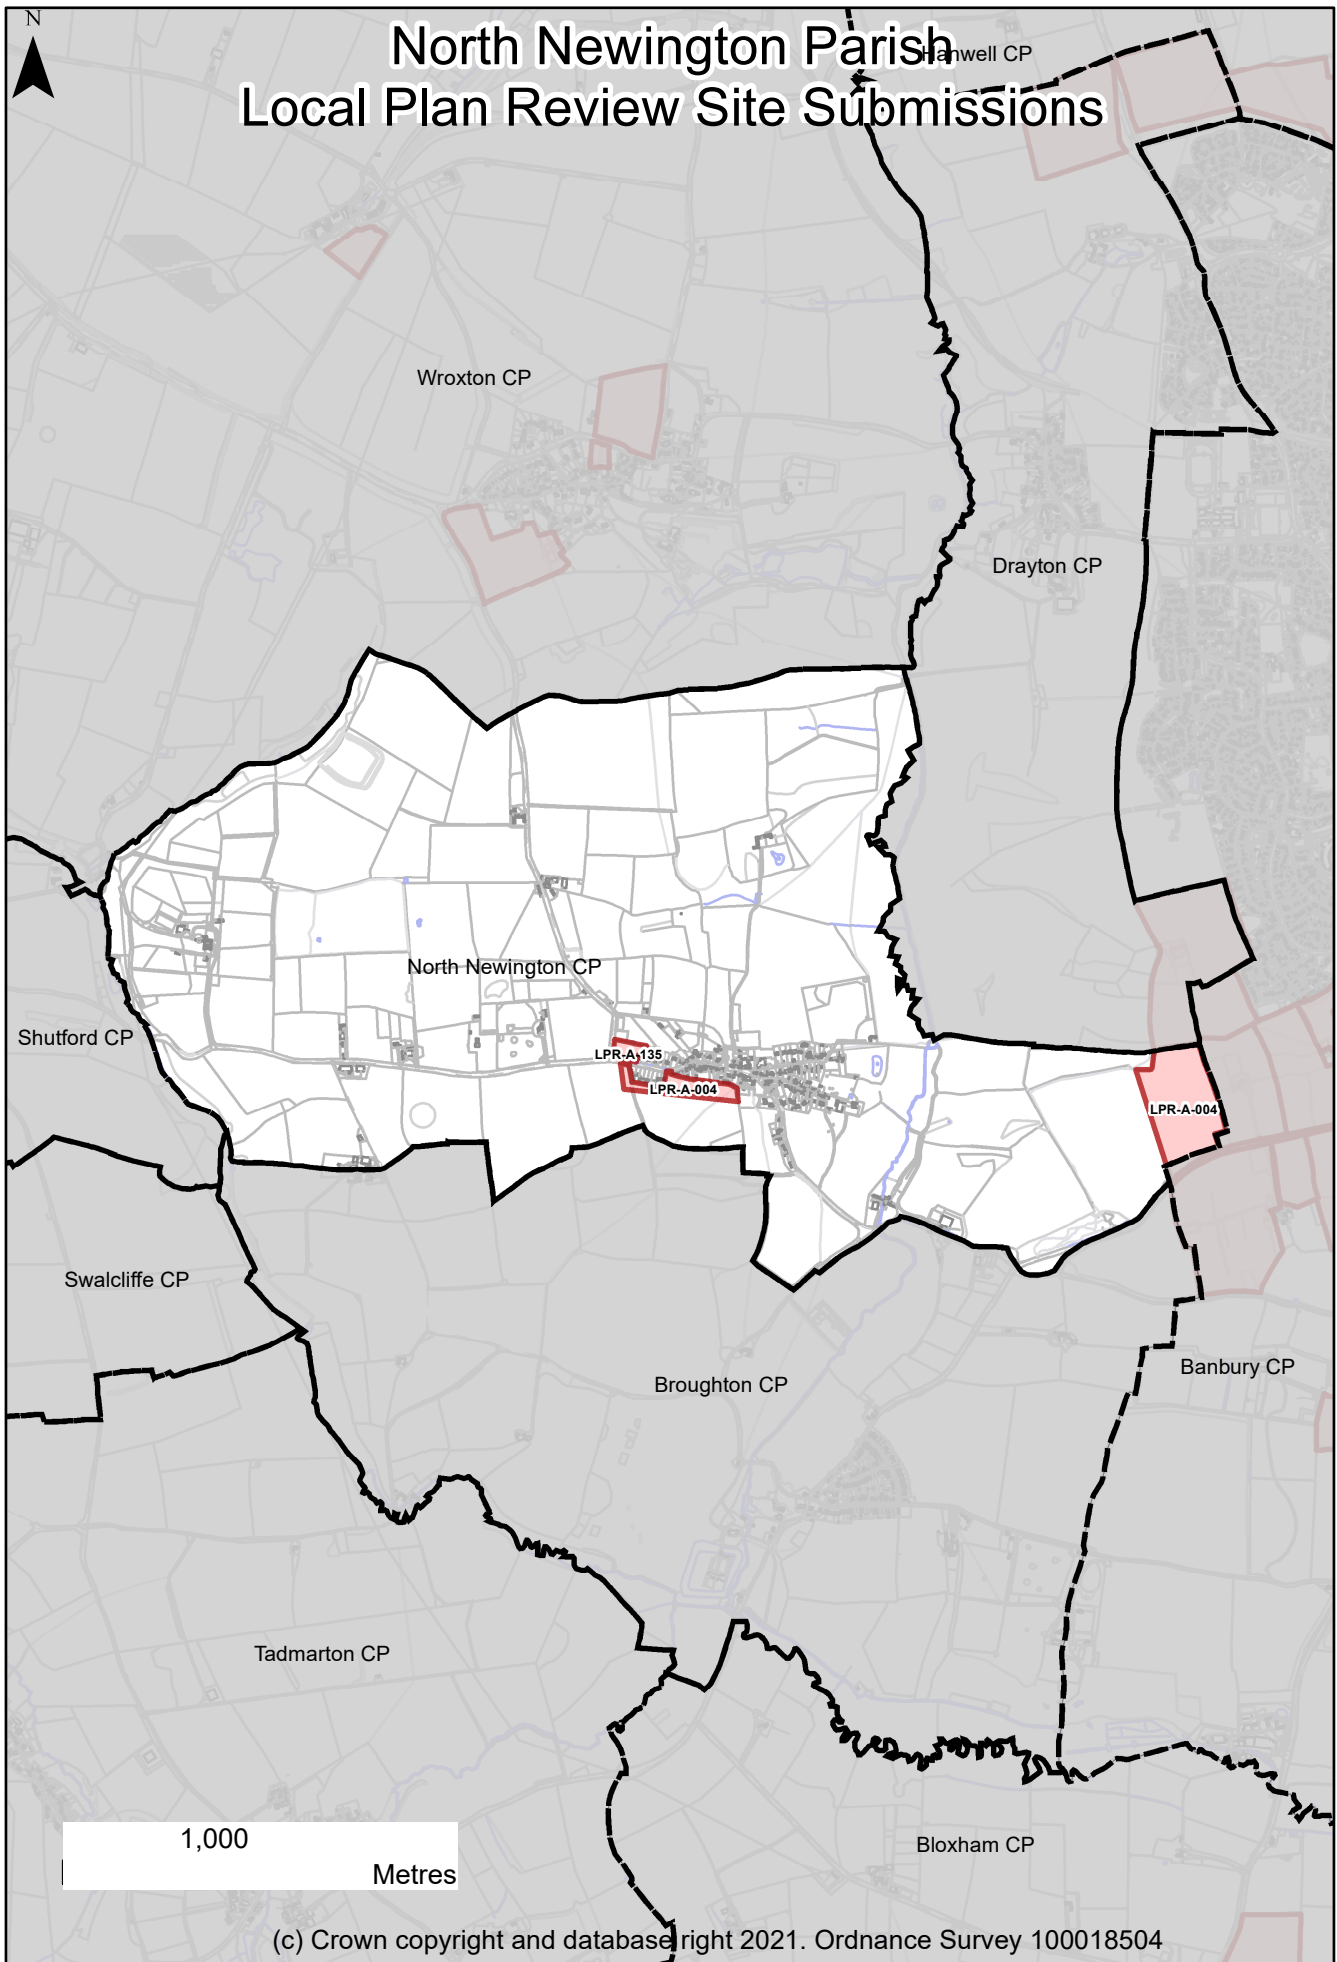 N
North Newington Parish
Local Plan Review Site Submissions
Hanwell CP
Wroxton CP
Drayton CP
North Newington CP
Shutford CP
LPR-A-135
LPR-A-004
LPR-A-004
Swalcliffe CP
Broughton CP
Banbury CP
Tadmarton CP
Bloxham CP
1,000
Metres
(c) Crown copyright and database right 2021. Ordnance Survey 100018504